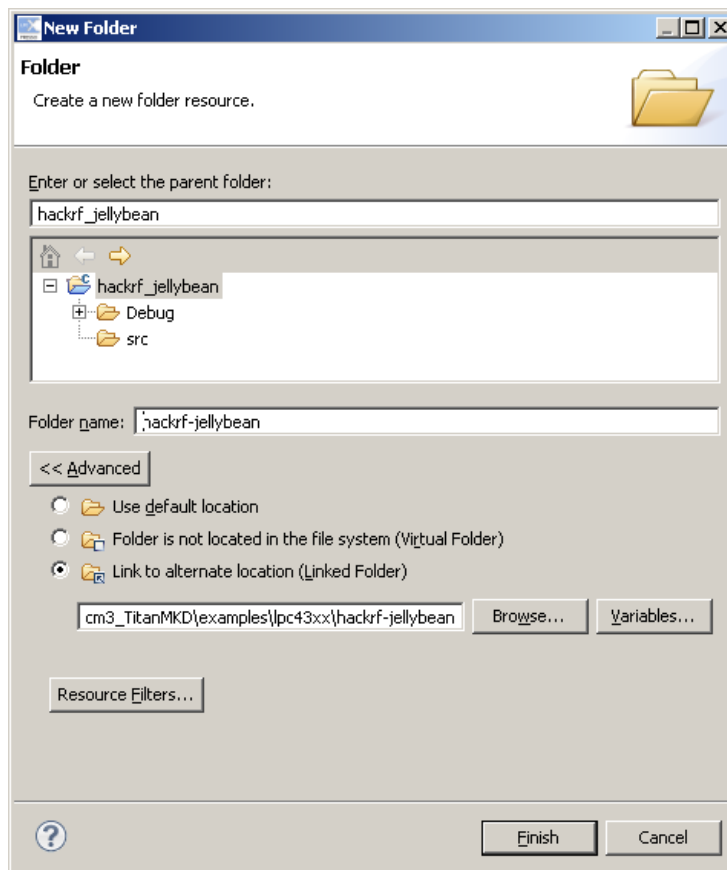 New Folder
Folder
Create a new folder resource.
Enter or select the parent folder:
hackrf_jellybean
hackrf_jellybean
Debug
src
Folder name: hackrf-jellybean
<< Advanced
Use default location
Folder is not located in the file system (Virtual Folder)
Link to alternate location (Linked Folder)
cm3_TitanMKD\examples\lpc43xx\hackrf-jellybean Browse... Variables...
Resource Filters...
Finish Cancel